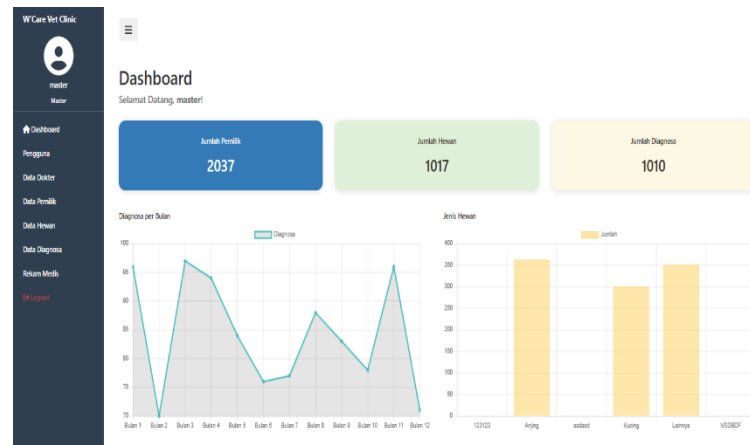 W'Care Vet Clinic
master
Master
Dashboard
Pengguna
Data Dokter
Data Pemilik
Data Hewan
Data Diagnosa
Rekam Medis
Logout
Dashboard
Selamat Datang, master!
Jumlah Pemilik
2037
Jumlah Hewan
1017
Jumlah Diagnosa
1010
Diagnosa per Bulan
Diagnosa
100
95
90
85
80
75
70
Bulan 1 Bulan 2 Bulan 3 Bulan 4 Bulan 5 Bulan 6 Bulan 7 Bulan 8 Bulan 9 Bulan 10 Bulan 11 Bulan 12
Jenis Hewan
Jumlah
400
350
300
250
200
150
100
50
0
123123 Anjing asdasd Kucing Lainnya VSDBDF